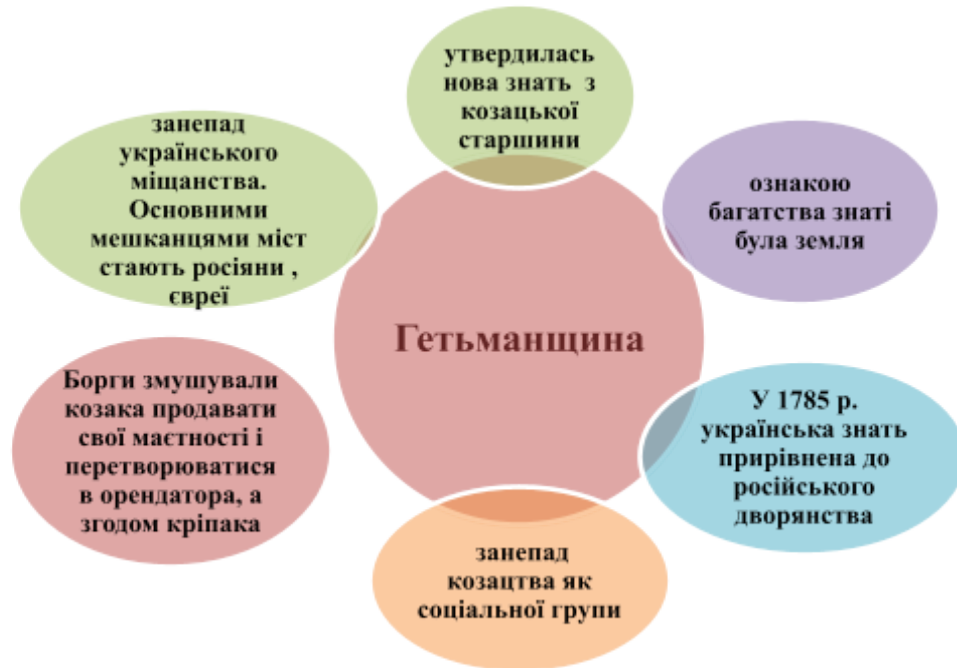 утвердилась
нова знать з
козацької
старшини
занепад
українського
міщанства.
Основними
мешканцями міст
стають росіяни ,
євреї
ознакою
багатства знаті
була земля
Гетьманщина
Борги змушували
козака продавати
свої маєтності і
перетворюватися
в орендатора, а
згодом кріпака
У 1785 р.
українська знать
прирівнена до
російського
дворянства
занепад
козацтва як
соціальної групи